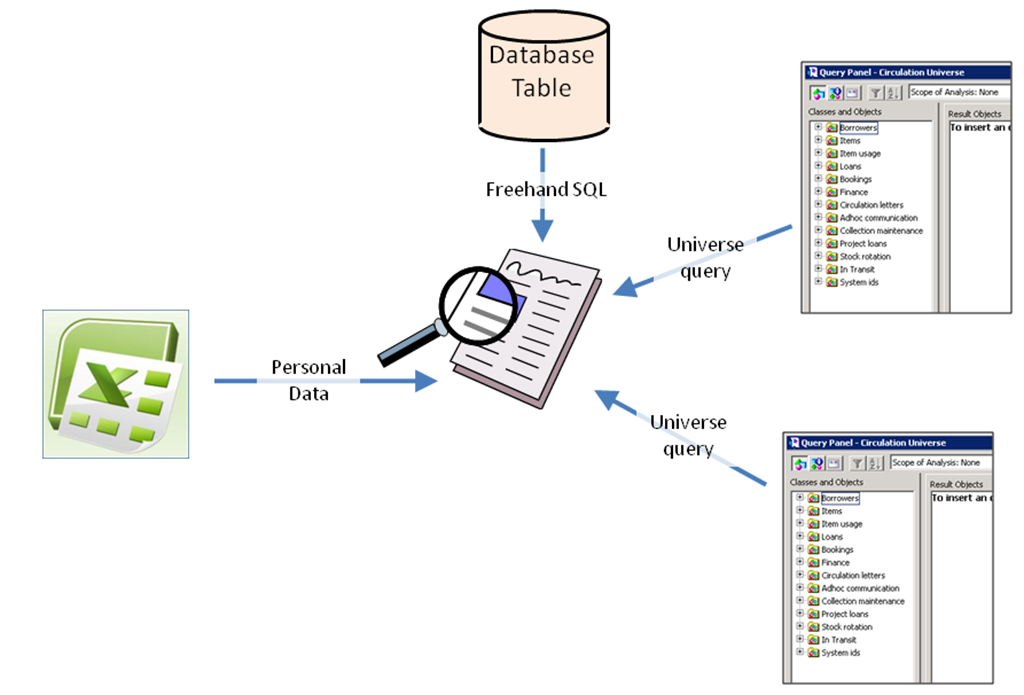 Database
Table
Freehand SQL
Query Panel - Circulation Universe
Scope of Analysis: None
Classes and Objects
Result Objects
Borrowers
To insert an
Items
Item usage
Loans
Bookings
Finance
Circulation letters
Adhoc communication
Collection maintenance
Project loans
Stock rotation
In Transit
System ids
Universe
query
Personal
Data
Universe
query
Query Panel - Circulation Universe
Scope of Analysis: None
Classes and Objects
Result Objects
Borrowers
To insert an
Items
Item usage
Loans
Bookings
Finance
Circulation letters
Adhoc communication
Collection maintenance
Project loans
Stock rotation
In Transit
System ids